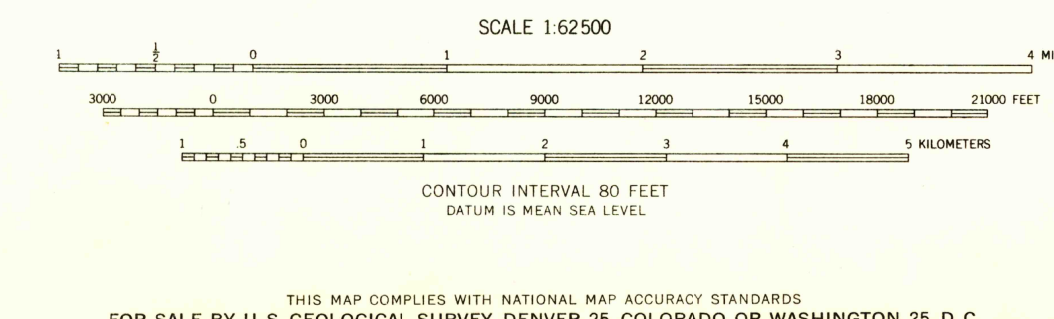 SCALE 1:62500
1 ½ 0 1 2 3 4 MI
3000 0 3000 6000 9000 12000 15000 18000 21000 FEET
1 .5 0 1 2 3 4 5 KILOMETERS
CONTOUR INTERVAL 80 FEET
DATUM IS MEAN SEA LEVEL
THIS MAP COMPLIES WITH NATIONAL MAP ACCURACY STANDARDS
FOR SALE BY U.S. GEOLOGICAL SURVEY, DENVER 25, COLORADO OR WASHINGTON 25, D.C.